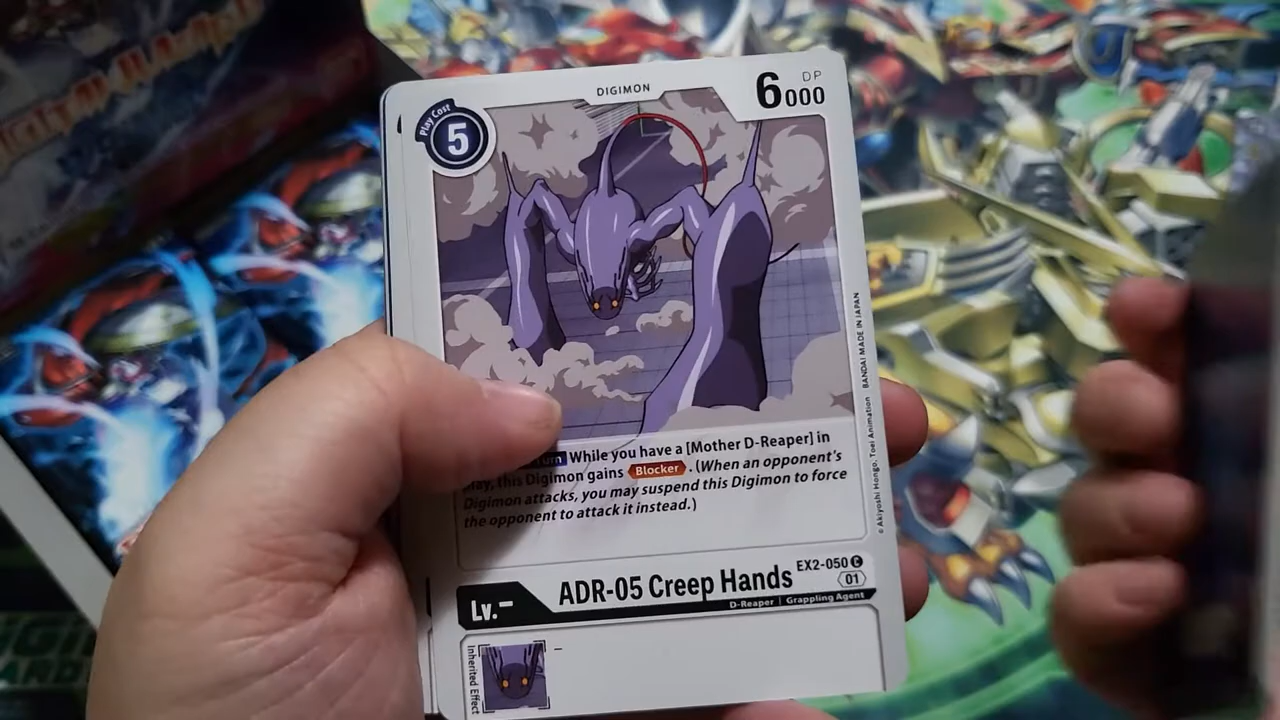 DIGIMON
6000
DP
Play Cost
5
While you have a [Mother D-Reaper] in
play, this Digimon gains Blocker. (When an opponent's
Digimon attacks, you may suspend this Digimon to force
the opponent to attack it instead.)
© Akiyoshi Hongo, Toei Animation BANDAI MADE IN JAPAN
EX2-050 C
01
Lv.-
ADR-05 Creep Hands
D-Reaper | Grappling Agent
Inherited Effect
-